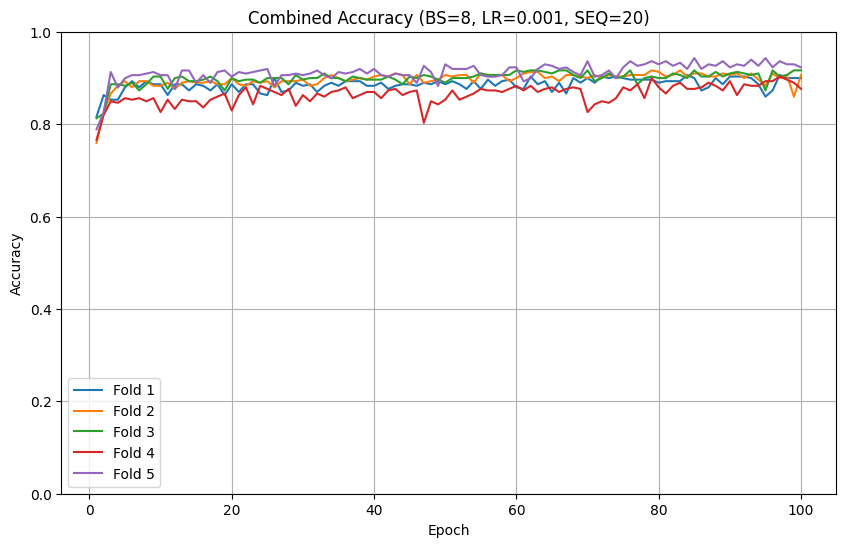 Combined Accuracy (BS=8, LR=0.001, SEQ=20)
1.0
0.8
0.6
0.4
0.2
0.0
Accuracy
Fold 1
Fold 2
Fold 3
Fold 4
Fold 5
0 20 40 60 80 100
Epoch